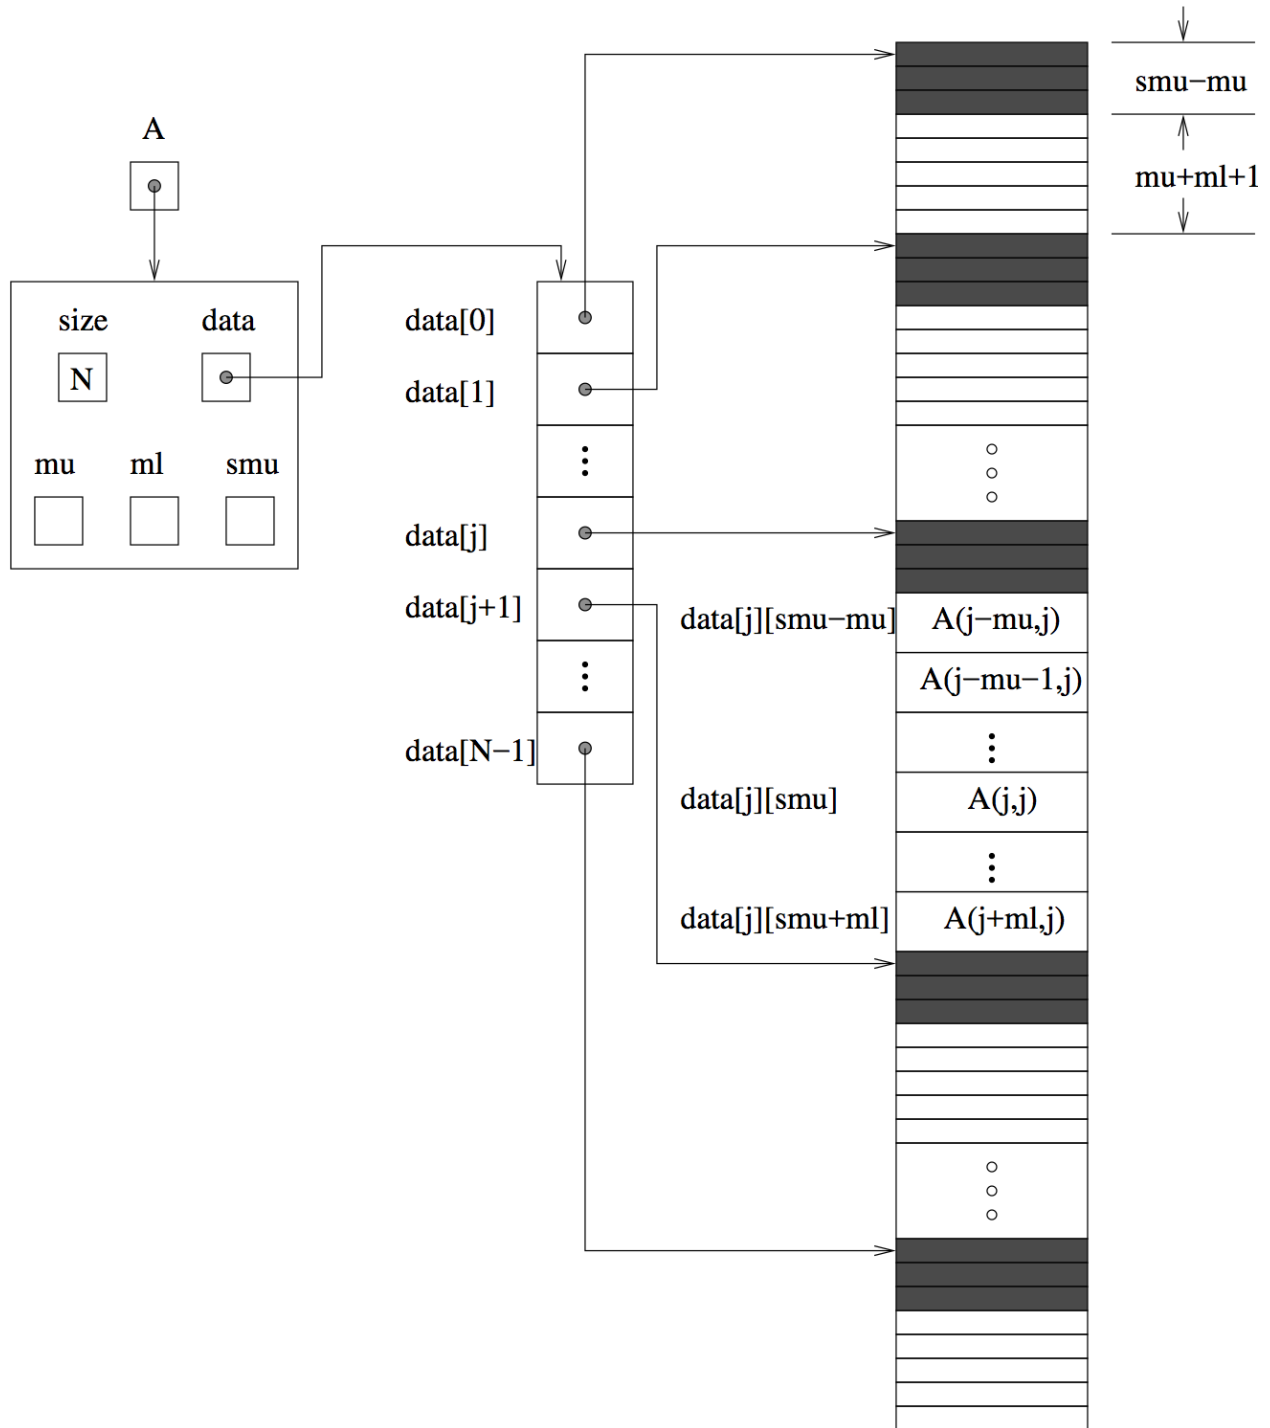 smu−mu
A
mu+ml+1
size data
data[0]
N
data[1]
mu ml smu
data[j]
data[j+1]
data[j][smu−mu] A(j−mu,j)
A(j−mu−1,j)
data[N−1]
data[j][smu] A(j,j)
data[j][smu+ml] A(j+ml,j)